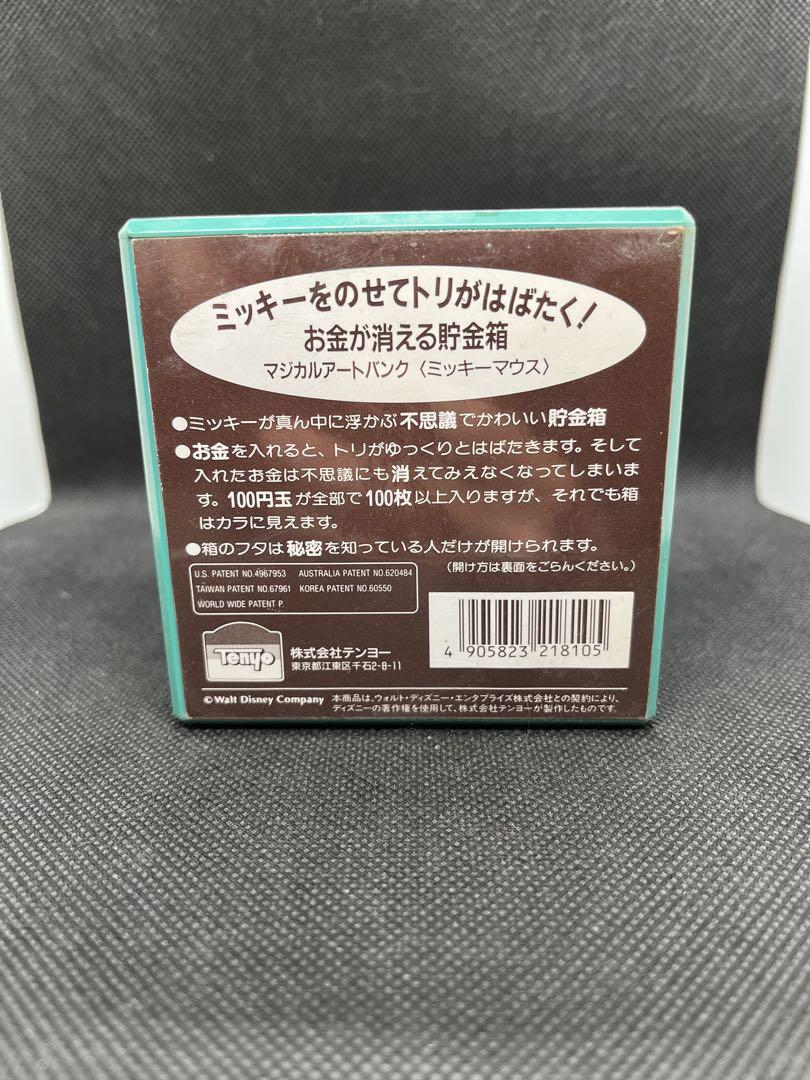 ミッキーをのせてトリがはばたく!
お金が消える貯金箱
マジカルアートバンク〈ミッキーマウス〉
●ミッキーが真ん中に浮かぶ不思議でかわいい貯金箱
●お金を入れると、トリがゆっくりとはばたきます。そして
入れたお金は不思議にも消えてみえなくなってしまいま
す。100円玉が全部で100枚以上入りますが、それでも箱
はカラに見えます。
●箱のフタは秘密を知っている人だけが開けられます。
(開け方は裏面をごらんください。)
U.S. PATENT NO.4967953 AUSTRALIA PATENT NO.620484
TAIWAN PATENT NO.67961 KOREA PATENT NO.60550
WORLD WIDE PATENT P.
Tenyo
株式会社テンヨー
東京都江東区千石2-8-11
4 905823 218105
©Walt Disney Company 本商品は、ウォルト・ディズニー・エンタプライズ株式会社との契約により、
ディズニーの著作権を使用して、株式会社テンヨーが製作したものです。